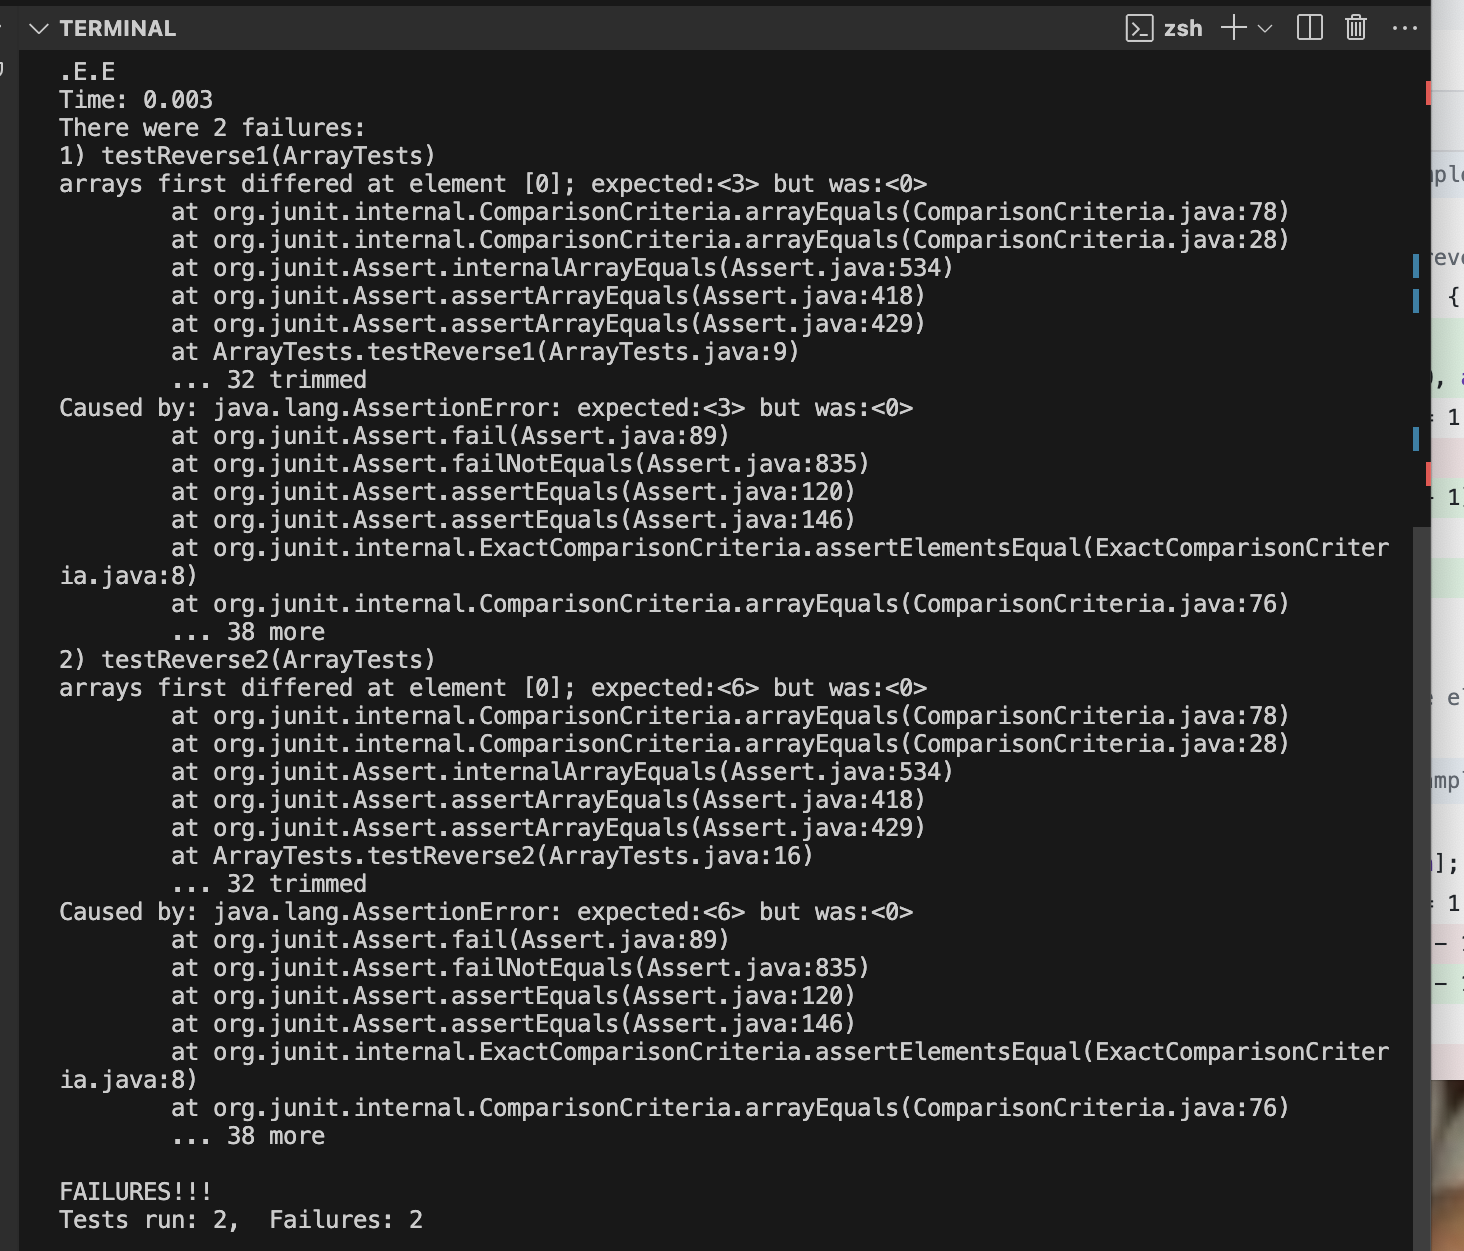 TERMINAL
zsh
.E.E
Time: 0.003
There were 2 failures:
1) testReverse1(ArrayTests)
arrays first differed at element [0]; expected:<3> but was:<0>
at org.junit.internal.ComparisonCriteria.arrayEquals(ComparisonCriteria.java:78)
at org.junit.internal.ComparisonCriteria.arrayEquals(ComparisonCriteria.java:28)
at org.junit.Assert.internalArrayEquals(Assert.java:534)
at org.junit.Assert.assertArrayEquals(Assert.java:418)
at org.junit.Assert.assertArrayEquals(Assert.java:429)
at ArrayTests.testReverse1(ArrayTests.java:9)
... 32 trimmed
Caused by: java.lang.AssertionError: expected:<3> but was:<0>
at org.junit.Assert.fail(Assert.java:89)
at org.junit.Assert.failNotEquals(Assert.java:835)
at org.junit.Assert.assertEquals(Assert.java:120)
at org.junit.Assert.assertEquals(Assert.java:146)
at org.junit.internal.ExactComparisonCriteria.assertElementsEqual(ExactComparisonCriter
ia.java:8)
at org.junit.internal.ComparisonCriteria.arrayEquals(ComparisonCriteria.java:76)
... 38 more
2) testReverse2(ArrayTests)
arrays first differed at element [0]; expected:<6> but was:<0>
at org.junit.internal.ComparisonCriteria.arrayEquals(ComparisonCriteria.java:78)
at org.junit.internal.ComparisonCriteria.arrayEquals(ComparisonCriteria.java:28)
at org.junit.Assert.internalArrayEquals(Assert.java:534)
at org.junit.Assert.assertArrayEquals(Assert.java:418)
at org.junit.Assert.assertArrayEquals(Assert.java:429)
at ArrayTests.testReverse2(ArrayTests.java:16)
... 32 trimmed
Caused by: java.lang.AssertionError: expected:<6> but was:<0>
at org.junit.Assert.fail(Assert.java:89)
at org.junit.Assert.failNotEquals(Assert.java:835)
at org.junit.Assert.assertEquals(Assert.java:120)
at org.junit.Assert.assertEquals(Assert.java:146)
at org.junit.internal.ExactComparisonCriteria.assertElementsEqual(ExactComparisonCriter
ia.java:8)
at org.junit.internal.ComparisonCriteria.arrayEquals(ComparisonCriteria.java:76)
... 38 more
FAILURES!!!
Tests run: 2,  Failures: 2